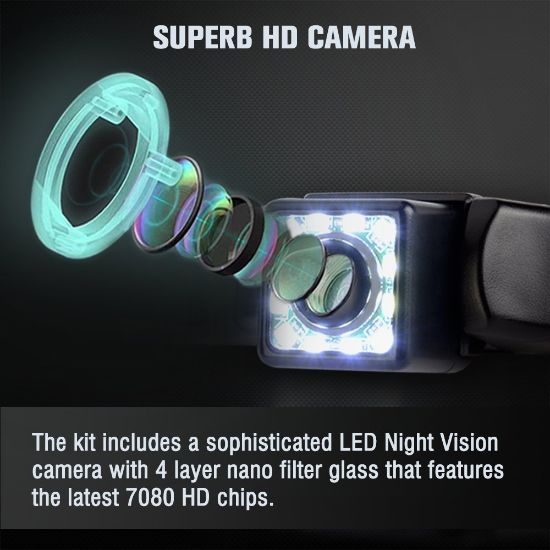 SUPERB HD CAMERA
The kit includes a sophisticated LED Night Vision
camera with 4 layer nano filter glass that features
the latest 7080 HD chips.